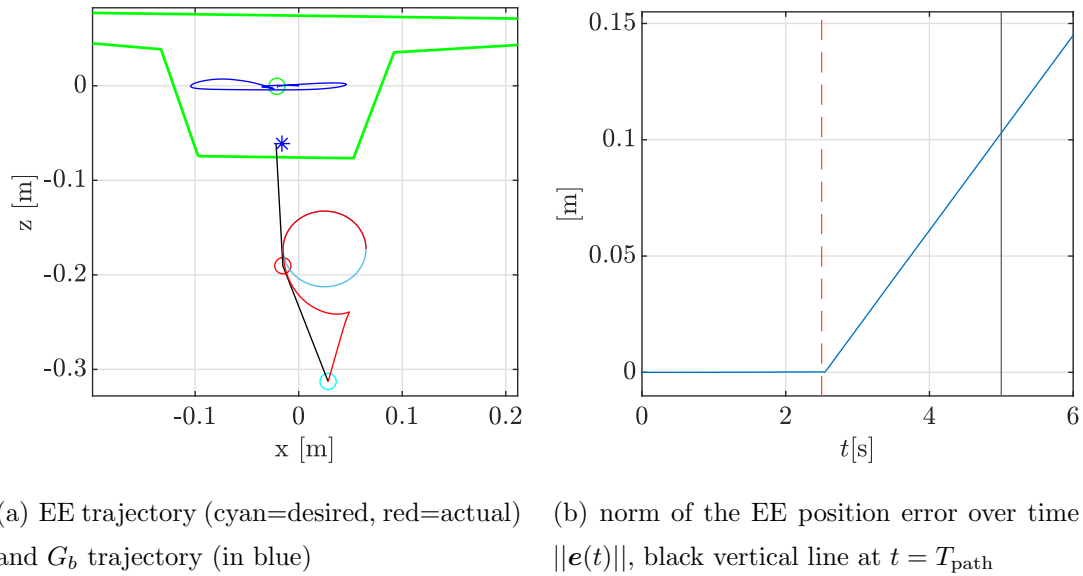 0
-0.1
-0.2
-0.3
z [m]
-0.1 0 0.1 0.2
x [m]
0.15
0.1
0.05
0
[m]
0 2 4 6
t[s]
(a) EE trajectory (cyan=desired, red=actual)
and G_b trajectory (in blue)
(b) norm of the EE position error over time
||e(t)||, black vertical line at t = T_path